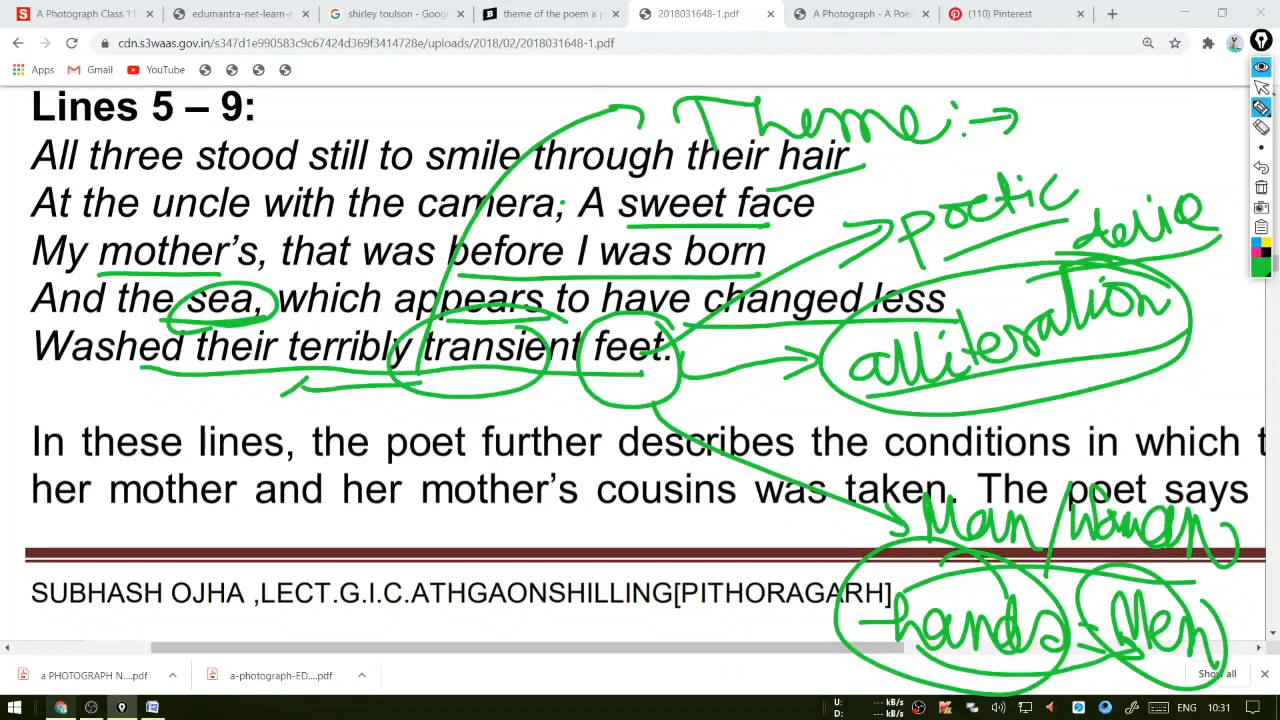 A Photograph Class 11
edumantra-net-learn-e
shirley toulson - Goog
theme of the poem a p
2018031648-1.pdf
A Photograph - A Poe
(110) Pinterest
cdn.s3waas.gov.in/s347d1e990583c9c67424d369f3414728e/uploads/2018/02/2018031648-1.pdf
Apps Gmail YouTube
Lines 5 – 9:
Theme :→
All three stood still to smile through their hair
At the uncle with the camera; A sweet face
poetic
My mother's, that was before I was born
And the sea, which appears to have changed less
Washed their terribly transient feet.
alliteration
In these lines, the poet further describes the conditions in which t
her mother and her mother's cousins was taken. The poet says
Man / Woman
SUBHASH OJHA ,LECT.G.I.C.ATHGAONSHILLING[PITHORAGARH]
hands - Men
a PHOTOGRAPH N....pdf
a-photograph-ED....pdf
Show all
U: --- kB/s
D: --- kB/s
ENG 10:31